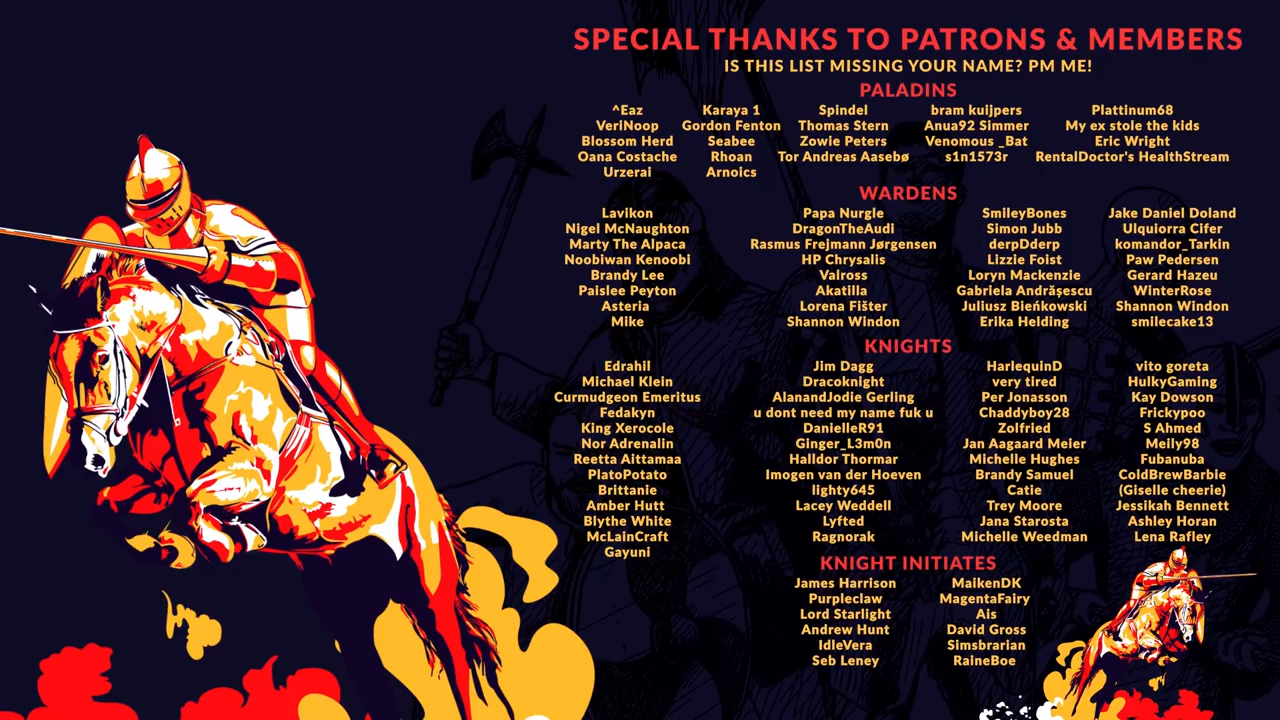 SPECIAL THANKS TO PATRONS & MEMBERS
IS THIS LIST MISSING YOUR NAME? PM ME!
PALADINS
^Eaz Karaya 1 Spindel bram kuijpers Plattinum68
VeriNoop Gordon Fenton Thomas Stern Anua92 Simmer My ex stole the kids
Blossom Herd Seabee Zowie Peters Venomous _Bat Eric Wright
Oana Costache Rhoan Tor Andreas Aasebø s1n1573r RentalDoctor's HealthStream
Urzerai Arnoics
WARDENS
Lavikon Papa Nurgle SmileyBones Jake Daniel Doland
Nigel McNaughton DragonTheAudi Simon Jubb Ulquiorra Cifer
Marty The Alpaca Rasmus Frejmann Jørgensen derpDderp komandor_Tarkin
Noobiwan Kenoobi HP Chrysalis Lizzie Foist Paw Pedersen
Brandy Lee Valross Loryn Mackenzie Gerard Hazeu
Paislee Peyton Akatilla Gabriela Andrășescu WinterRose
Asteria Lorena Fišter Juliusz Bieńkowski Shannon Windon
Mike Shannon Windon Erika Helding smilecake13
KNIGHTS
Edrahil Jim Dagg HarlequinD vito goreta
Michael Klein Dracoknight very tired HulkyGaming
Curmudgeon Emeritus AlanandJodie Gerling Per Jonasson Kay Dowson
Fedakyn u dont need my name fuk u Chaddyboy28 Frickypoo
King Xerocole DanielleR91 Zolfried S Ahmed
Nor Adrenalin Ginger_L3m0n Jan Aagaard Meier Meily98
Reetta Aittamaa Halldor Thormar Michelle Hughes Fubanuba
PlatoPotato Imogen van der Hoeven Brandy Samuel ColdBrewBarbie
Brittanie lighty645 Catie (Giselle cheerie)
Amber Hutt Lacey Weddell Trey Moore Jessikah Bennett
Blythe White Lyfted Jana Starosta Ashley Horan
McLainCraft Ragnorak Michelle Weedman Lena Rafley
Gayuni
KNIGHT INITIATES
James Harrison MaikenDK
Purpleclaw MagentaFairy
Lord Starlight Ais
Andrew Hunt David Gross
IdleVera Simsbrarian
Seb Leney RaineBoe